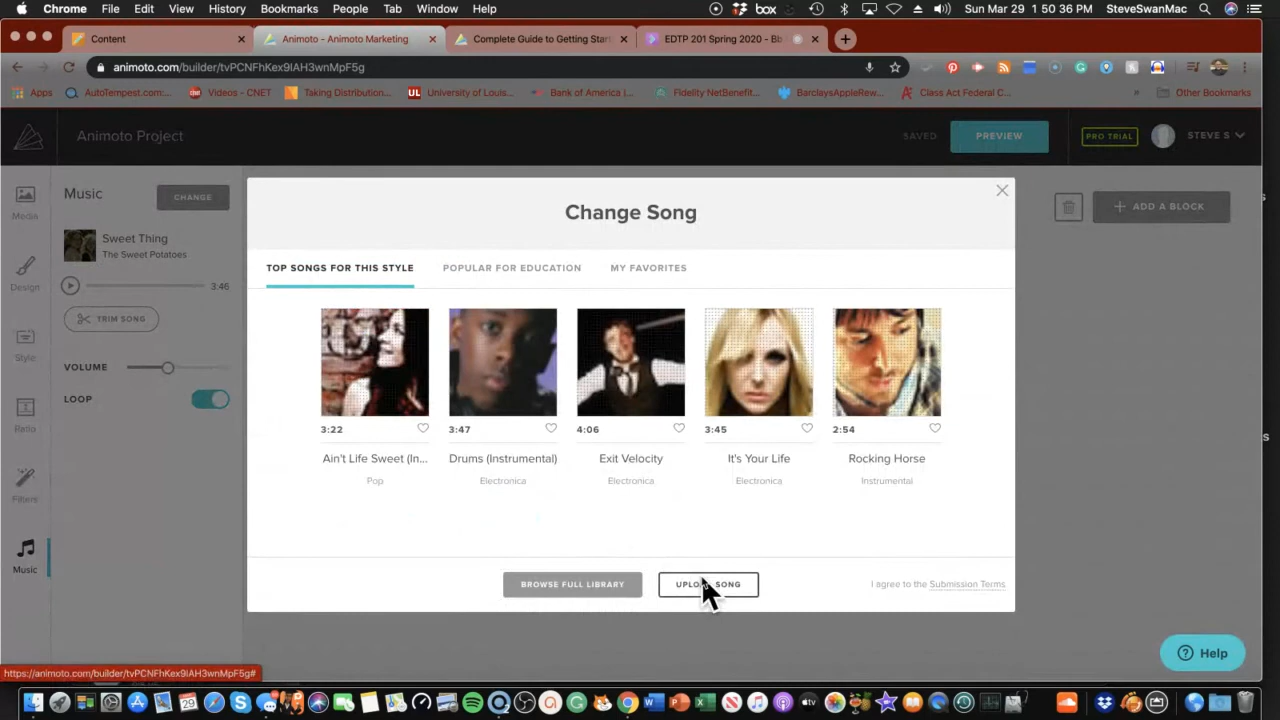 Chrome File Edit View History Bookmarks People Tab Window Help box Sun Mar 29 1:50:36 PM SteveSwanMac
Content Animoto - Animoto Marketing Complete Guide to Getting Star EDTP 201 Spring 2020 - Bl
animoto.com/builder/tvPCNFhKex9IAH3wnMpF5g
Apps AutoTempest.com:... Videos - CNET Taking Distribution... University of Louis... Bank of America |... Fidelity NetBenefit... BarclaysAppleRew... Class Act Federal C... » Other Bookmarks
Animoto Project SAVED PREVIEW PRO TRIAL STEVE S
Media
Design
Style
Ratio
Filters
Music
Music CHANGE
Sweet Thing
The Sweet Potatoes
3:46
TRIM SONG
VOLUME
LOOP
ADD A BLOCK
Change Song
TOP SONGS FOR THIS STYLE POPULAR FOR EDUCATION MY FAVORITES
3:22 3:47 4:06 3:45 2:54
Ain't Life Sweet (In... Drums (Instrumental) Exit Velocity It's Your Life Rocking Horse
Pop Electronica Electronica Electronica Instrumental
BROWSE FULL LIBRARY UPLOAD SONG I agree to the Submission Terms.
Help
https://animoto.com/builder/tvPCNFhKex9IAH3wnMpF5g#